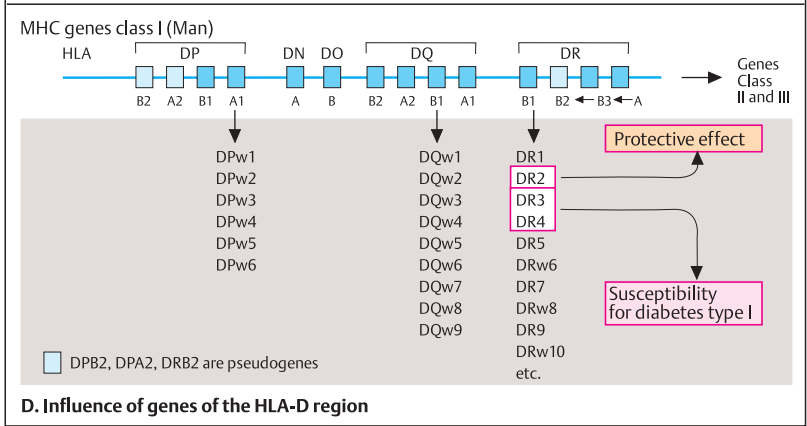 MHC genes class I (Man)
HLA
DP
DN
DO
DQ
DR
Genes
Class
II and III
B2 A2 B1 A1 A B B2 A2 B1 A1 B1 B2 B3 A
DPw1
DPw2
DPw3
DPw4
DPw5
DPw6
DQw1
DQw2
DQw3
DQw4
DQw5
DQw6
DQw7
DQw8
DQw9
DR1
DR2
DR3
DR4
DR5
DRw6
DR7
DRw8
DR9
DRw10
etc.
Protective effect
Susceptibility
for diabetes type I
DPB2, DPA2, DRB2 are pseudogenes
D. Influence of genes of the HLA-D region